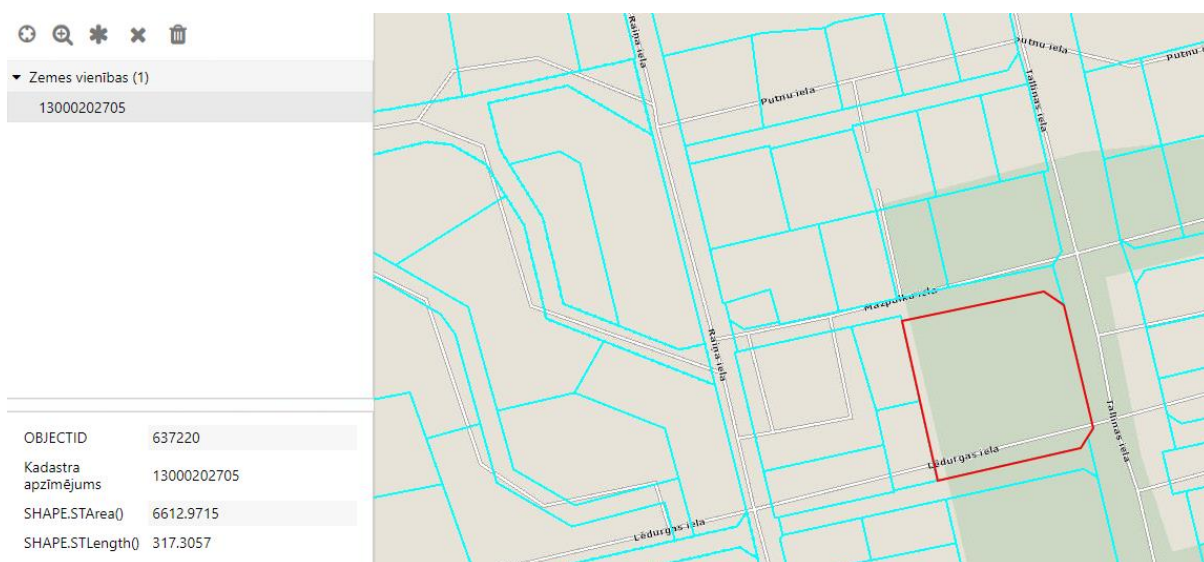 Zemes vienības (1)
13000202705
OBJECTID 637220
Kadastra
apzīmējums 13000202705
SHAPE.STArea() 6612.9715
SHAPE.STLength() 317.3057
Raiņa iela
Putnu iela
Putnu iela
Putnu iela
Tallinas iela
Mazpulku iela
Raiņa iela
Tallinas iela
Lēdurgas iela
Lēdurgas iela